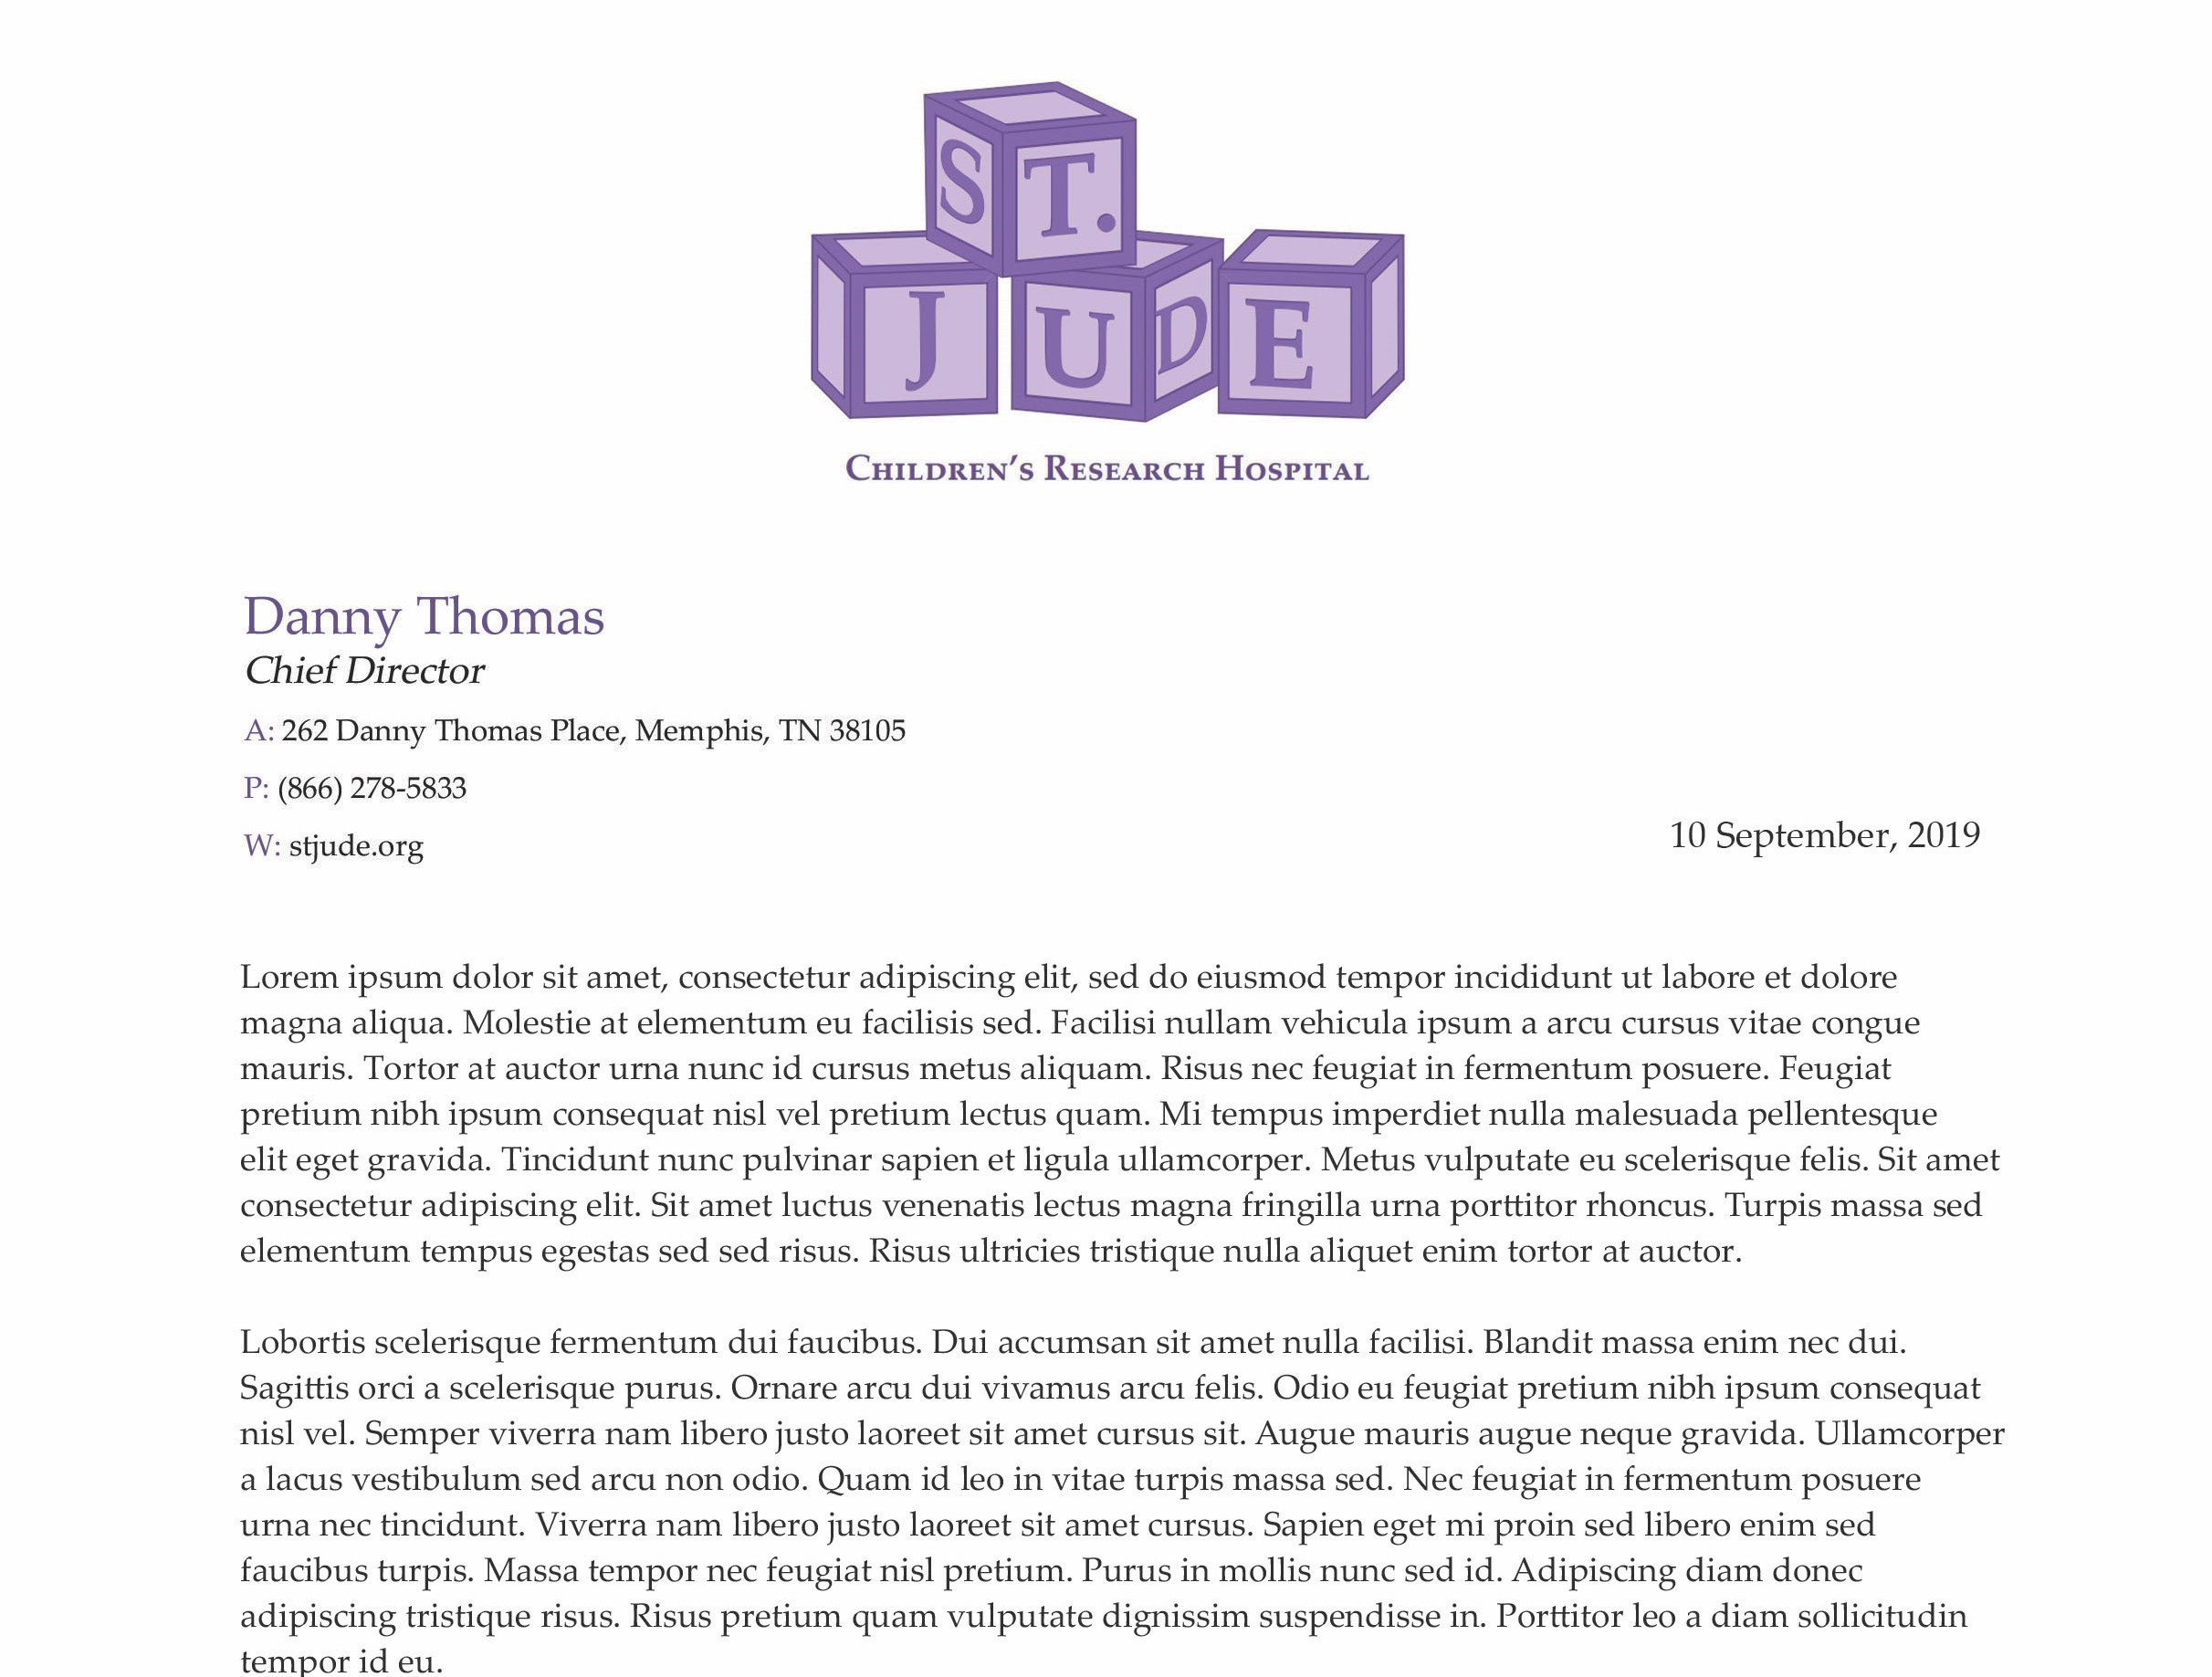 ST.
JUDE
Children's Research Hospital
Danny Thomas
Chief Director
A: 262 Danny Thomas Place, Memphis, TN 38105
P: (866) 278-5833
W: stjude.org
10 September, 2019
Lorem ipsum dolor sit amet, consectetur adipiscing elit, sed do eiusmod tempor incididunt ut labore et dolore
magna aliqua. Molestie at elementum eu facilisis sed. Facilisi nullam vehicula ipsum a arcu cursus vitae congue
mauris. Tortor at auctor urna nunc id cursus metus aliquam. Risus nec feugiat in fermentum posuere. Feugiat
pretium nibh ipsum consequat nisl vel pretium lectus quam. Mi tempus imperdiet nulla malesuada pellentesque
elit eget gravida. Tincidunt nunc pulvinar sapien et ligula ullamcorper. Metus vulputate eu scelerisque felis. Sit amet
consectetur adipiscing elit. Sit amet luctus venenatis lectus magna fringilla urna porttitor rhoncus. Turpis massa sed
elementum tempus egestas sed sed risus. Risus ultricies tristique nulla aliquet enim tortor at auctor.
Lobortis scelerisque fermentum dui faucibus. Dui accumsan sit amet nulla facilisi. Blandit massa enim nec dui.
Sagittis orci a scelerisque purus. Ornare arcu dui vivamus arcu felis. Odio eu feugiat pretium nibh ipsum consequat
nisl vel. Semper viverra nam libero justo laoreet sit amet cursus sit. Augue mauris augue neque gravida. Ullamcorper
a lacus vestibulum sed arcu non odio. Quam id leo in vitae turpis massa sed. Nec feugiat in fermentum posuere
urna nec tincidunt. Viverra nam libero justo laoreet sit amet cursus. Sapien eget mi proin sed libero enim sed
faucibus turpis. Massa tempor nec feugiat nisl pretium. Purus in mollis nunc sed id. Adipiscing diam donec
adipiscing tristique risus. Risus pretium quam vulputate dignissim suspendisse in. Porttitor leo a diam sollicitudin
tempor id eu.